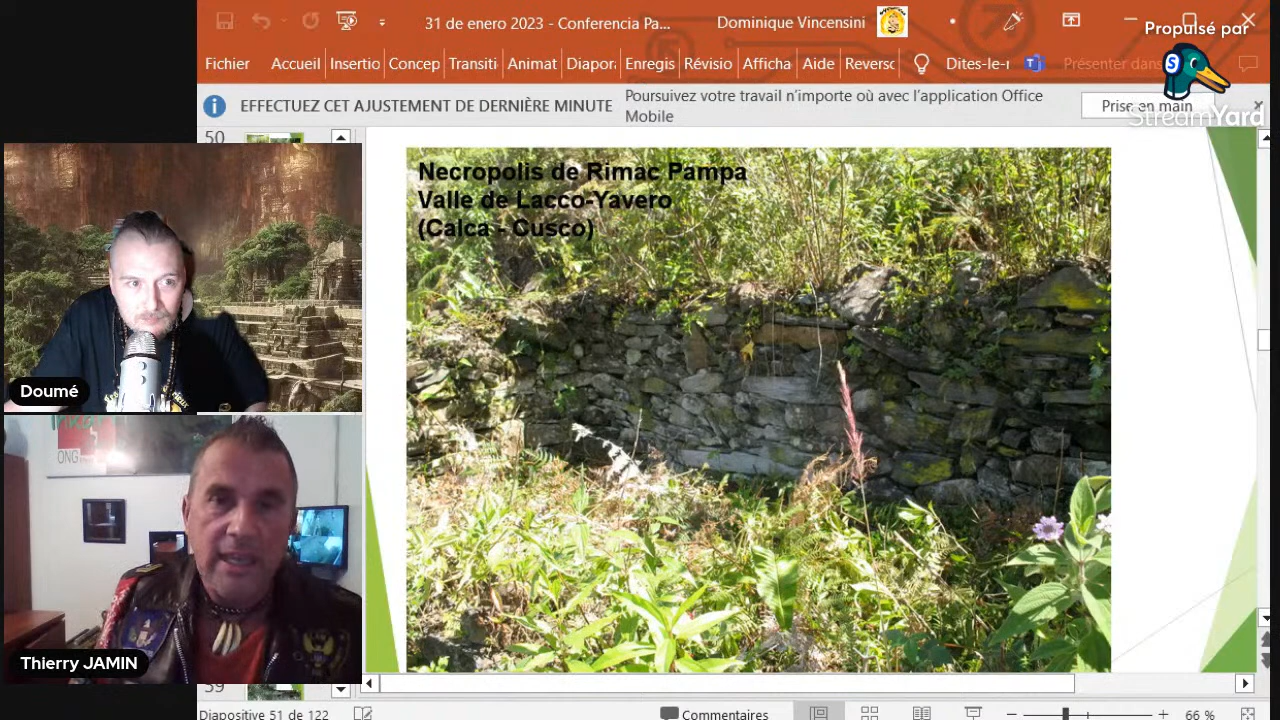 31 de enero 2023 - Conferencia Pa...
Dominique Vincensini
Propulsé par
StreamYard
Fichier Accueil Insertio Concep Transiti Animat Diapora Enregis Révisio Afficha Aide Reverso Dites-le-r Présenter dans
EFFECTUEZ CET AJUSTEMENT DE DERNIÈRE MINUTE
Poursuivez votre travail n'importe où avec l'application Office
Mobile
Prise en main
50
Necropolis de Rimac Pampa
Valle de Lacco-Yavero
(Calca - Cusco)
Doumé
ONG
Thierry JAMIN
59
Diapositive 51 de 122
Commentaires
66 %